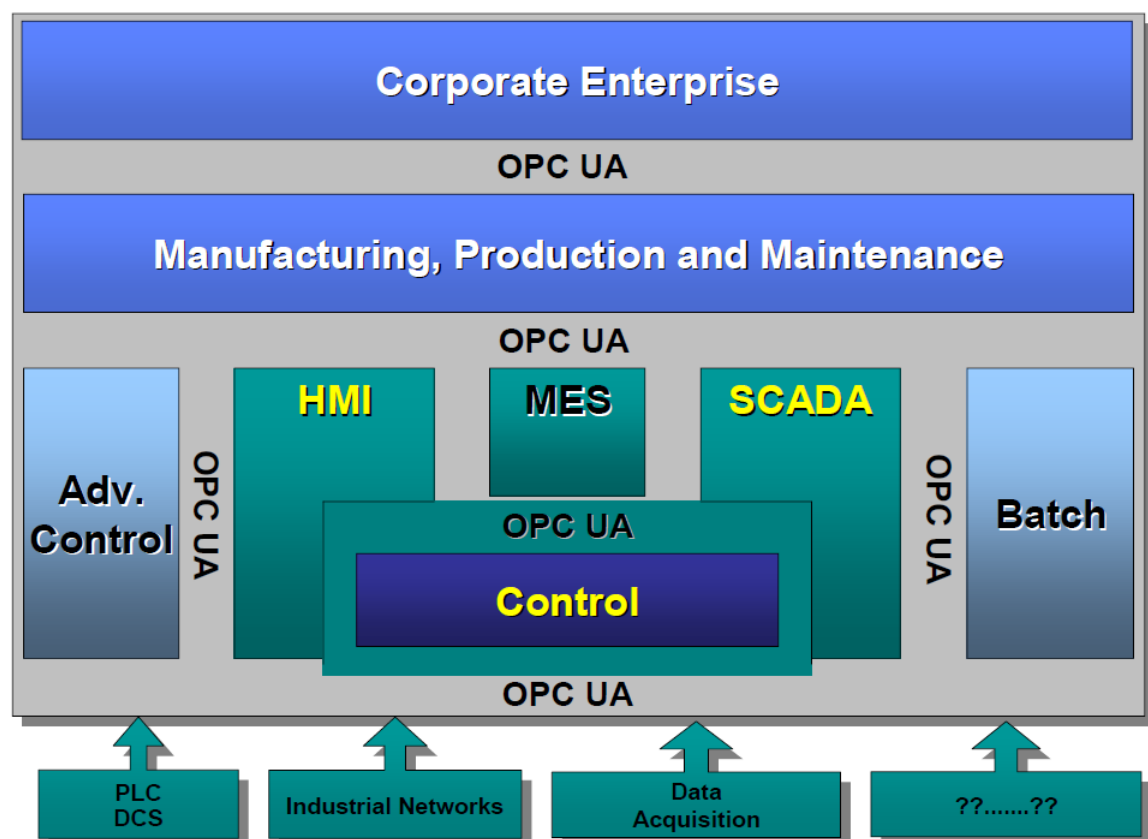 Corporate Enterprise
OPC UA
Manufacturing, Production and Maintenance
OPC UA
Adv.
Control
OPC UA
HMI
MES
SCADA
OPC UA
Batch
OPC UA
Control
OPC UA
PLC
DCS
Industrial Networks
Data
Acquisition
??.......??